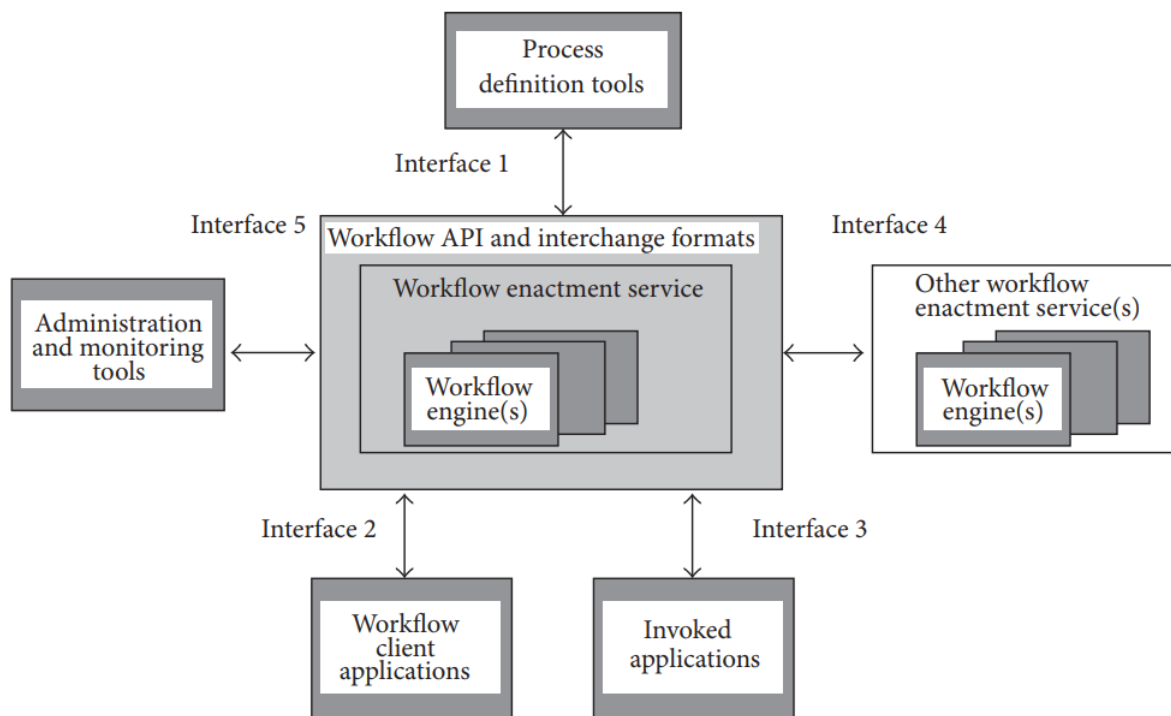 Process
definition tools
Interface 1
Interface 5
Workflow API and interchange formats
Interface 4
Workflow enactment service
Other workflow
enactment service(s)
Administration
and monitoring
tools
Workflow
engine(s)
Workflow
engine(s)
Interface 2
Interface 3
Workflow
client
applications
Invoked
applications